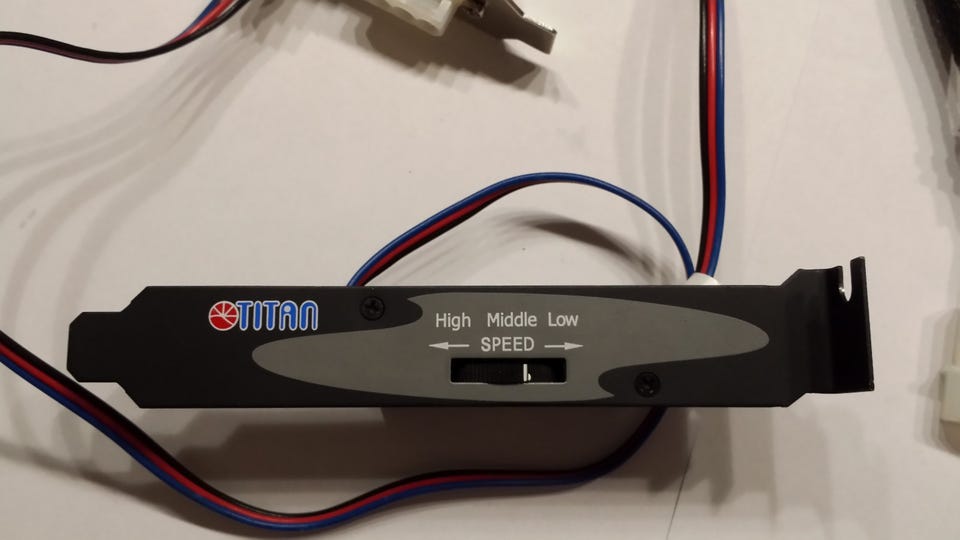 TITAN
High Middle Low
SPEED